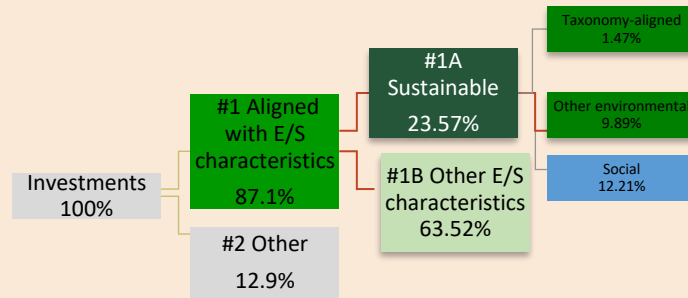 Investments
100%
#1 Aligned
with E/S
characteristics
87.1%
#2 Other
12.9%
#1A
Sustainable
23.57%
#1B Other E/S
characteristics
63.52%
Taxonomy-aligned
1.47%
Other environmental
9.89%
Social
12.21%